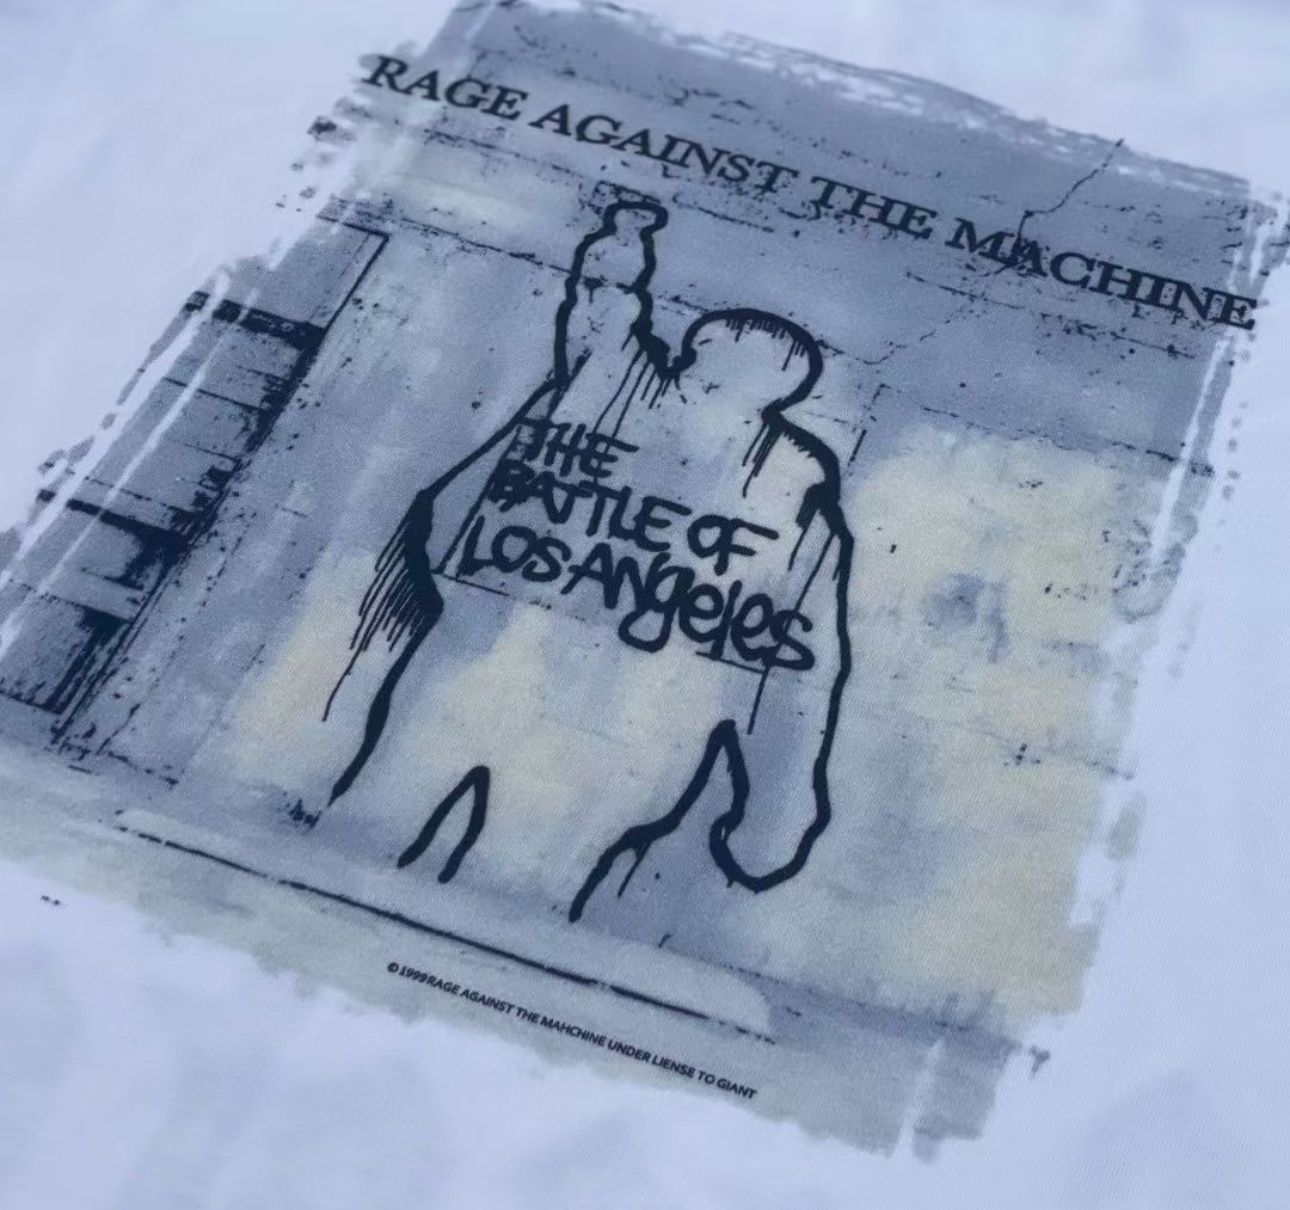 RAGE AGAINST THE MACHINE
THE
BATTLE OF
LOS ANgeles
© 1999 RAGE AGAINST THE MAHCHINE UNDER LIENSE TO GIANT